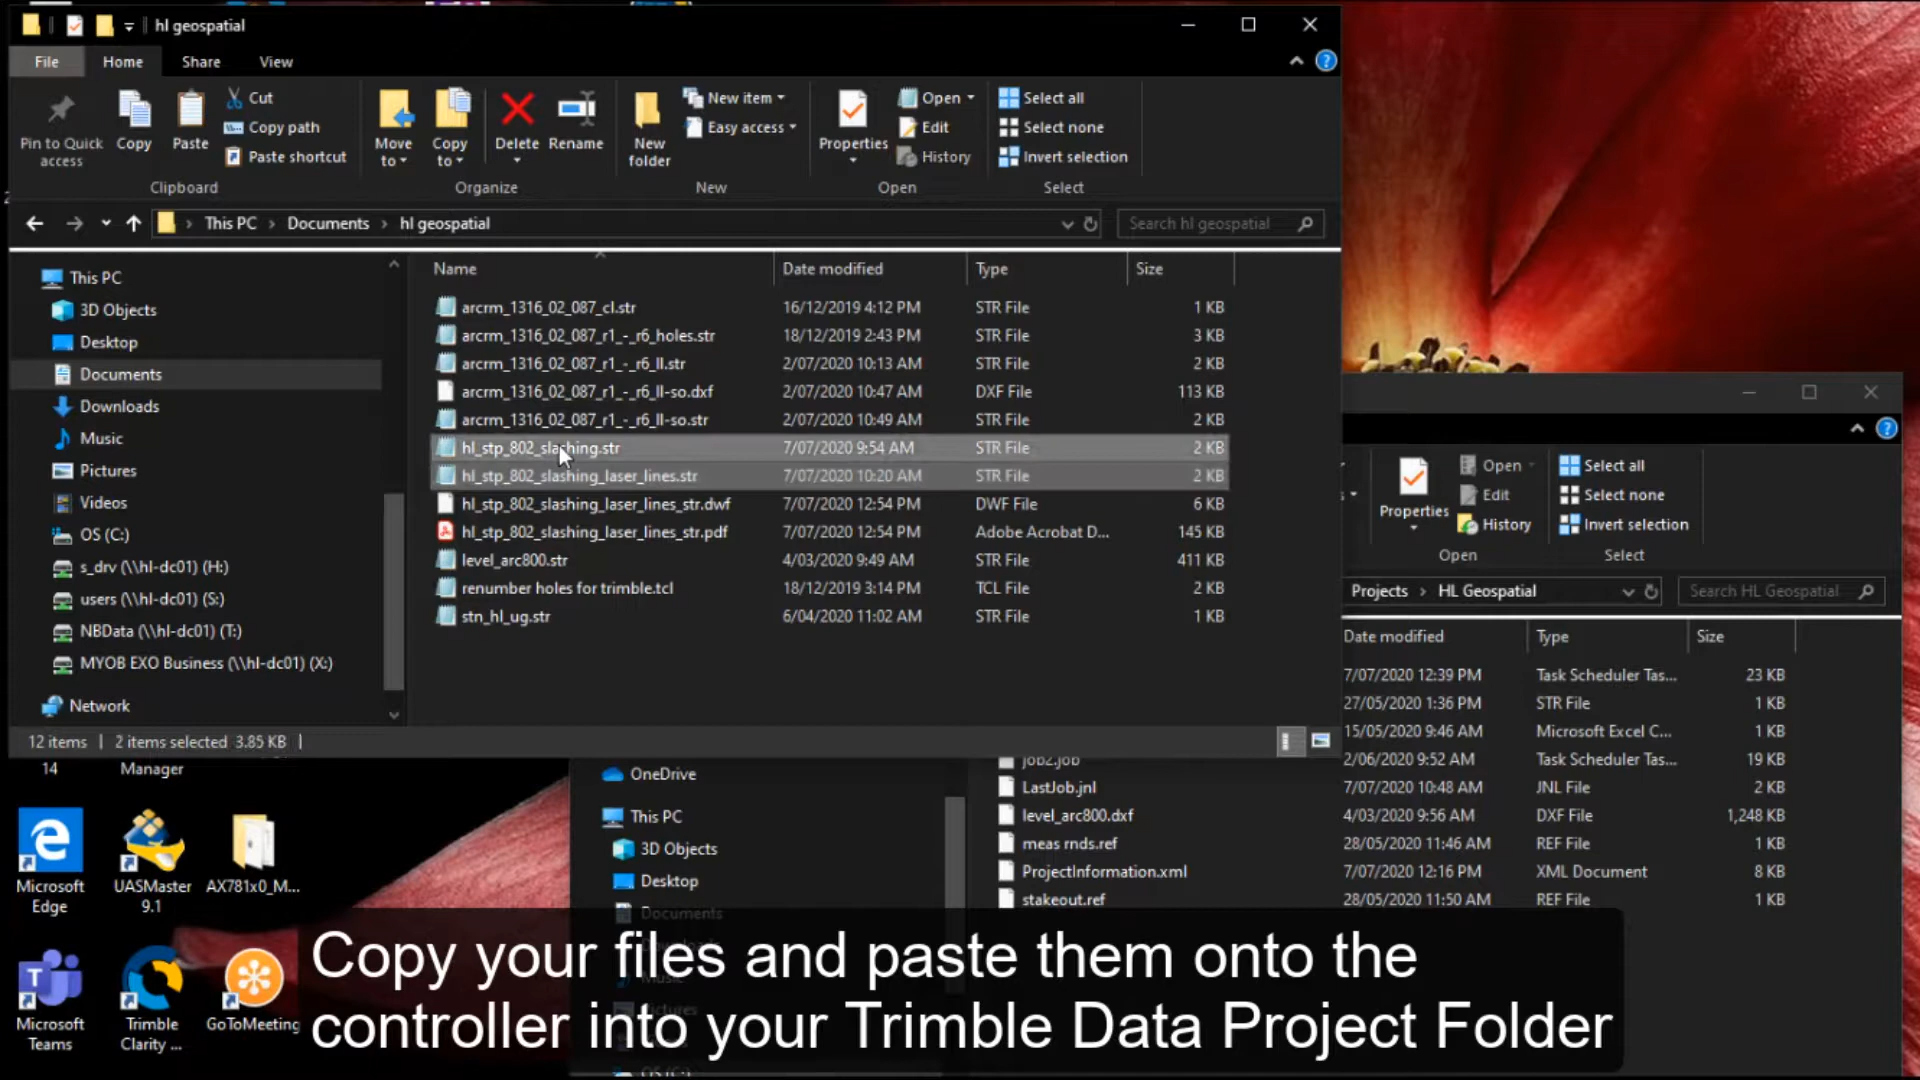 hl geospatial
File Home Share View
Pin to Quick access
Copy
Paste
Cut
Copy path
Paste shortcut
Move to
Copy to
Delete
Rename
New folder
New item
Easy access
Properties
Open
Edit
History
Select all
Select none
Invert selection
Clipboard Organize New Open Select
This PC > Documents > hl geospatial
Search hl geospatial
This PC
3D Objects
Desktop
Documents
Downloads
Music
Pictures
Videos
OS (C:)
s_drv (\\hl-dc01) (H:)
users (\\hl-dc01) (S:)
NBData (\\hl-dc01) (T:)
MYOB EXO Business (\\hl-dc01) (X:)
Network
Name Date modified Type Size
arcrm_1316_02_087_cl.str 16/12/2019 4:12 PM STR File 1 KB
arcrm_1316_02_087_r1_-_r6_holes.str 18/12/2019 2:43 PM STR File 3 KB
arcrm_1316_02_087_r1_-_r6_ll.str 2/07/2020 10:13 AM STR File 2 KB
arcrm_1316_02_087_r1_-_r6_ll-so.dxf 2/07/2020 10:47 AM DXF File 113 KB
arcrm_1316_02_087_r1_-_r6_ll-so.str 2/07/2020 10:49 AM STR File 2 KB
hl_stp_802_slashing.str 7/07/2020 9:54 AM STR File 2 KB
hl_stp_802_slashing_laser_lines.str 7/07/2020 10:20 AM STR File 2 KB
hl_stp_802_slashing_laser_lines_str.dwf 7/07/2020 12:54 PM DWF File 6 KB
hl_stp_802_slashing_laser_lines_str.pdf 7/07/2020 12:54 PM Adobe Acrobat D... 145 KB
level_arc800.str 4/03/2020 9:49 AM STR File 411 KB
renumber holes for trimble.tcl 18/12/2019 3:14 PM TCL File 2 KB
stn_hl_ug.str 6/04/2020 11:02 AM STR File 1 KB
12 items | 2 items selected 3.85 KB |
Properties
Open
Edit
History
Select all
Select none
Invert selection
Open Select
Projects > HL Geospatial
Search HL Geospatial
Date modified Type Size
7/07/2020 12:39 PM Task Scheduler Tas... 23 KB
27/05/2020 1:36 PM STR File 1 KB
15/05/2020 9:46 AM Microsoft Excel C... 1 KB
job2.job 2/06/2020 9:52 AM Task Scheduler Tas... 19 KB
LastJob.jnl 7/07/2020 10:48 AM JNL File 2 KB
level_arc800.dxf 4/03/2020 9:56 AM DXF File 1,248 KB
meas rnds.ref 28/05/2020 11:46 AM REF File 1 KB
ProjectInformation.xml 7/07/2020 12:16 PM XML Document 8 KB
stakeout.ref 28/05/2020 11:50 AM REF File 1 KB
OneDrive
This PC
3D Objects
Desktop
Documents
Music
Pictures
OS (C:)
14
Manager
Microsoft Edge
UASMaster 9.1
AX781x0_M...
Microsoft Teams
Trimble Clarity ...
GoToMeeting
Copy your files and paste them onto the
controller into your Trimble Data Project Folder